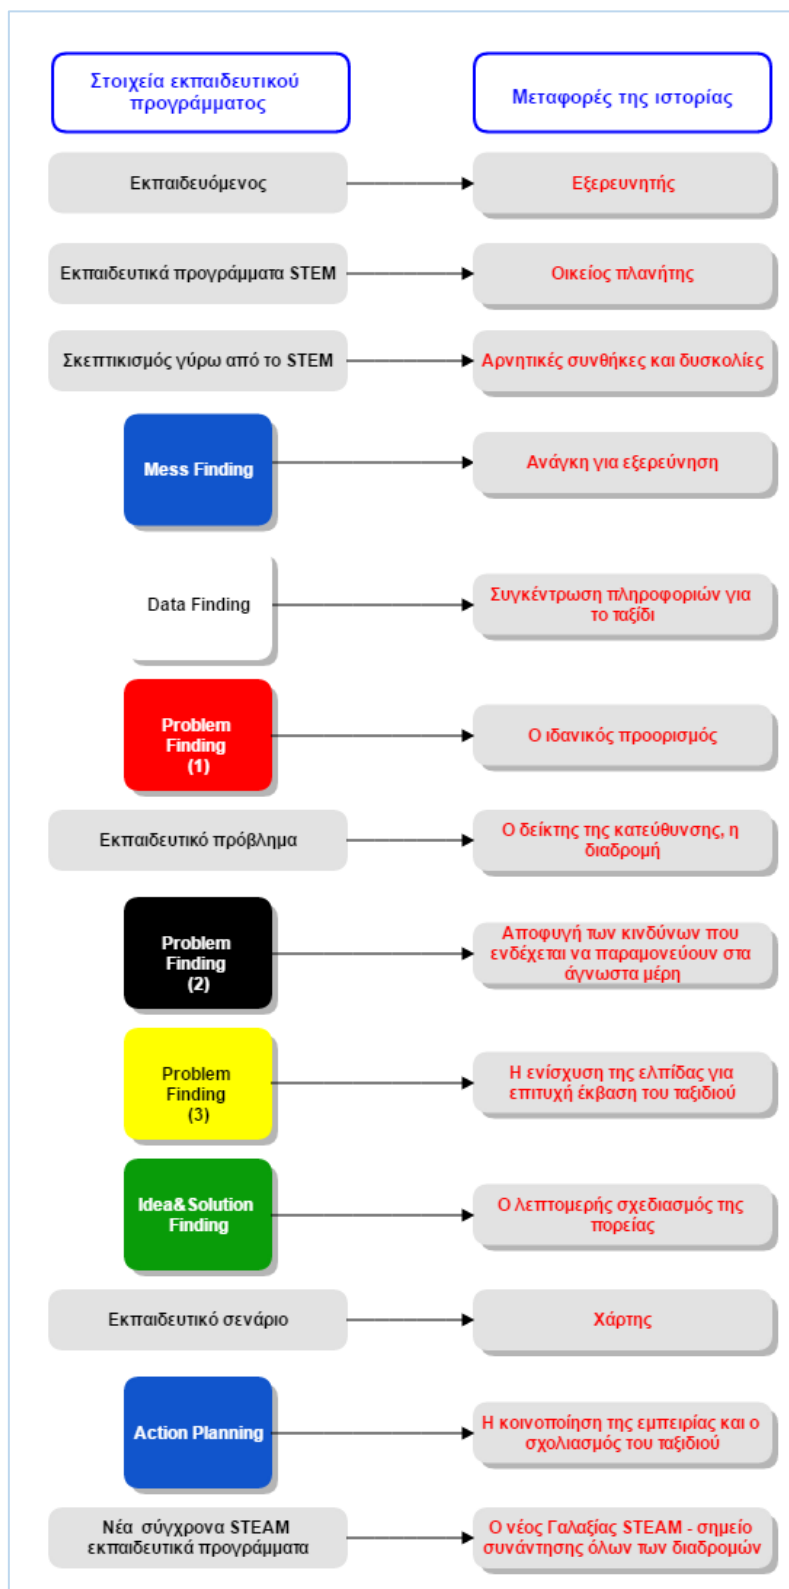 Στοιχεία εκπαιδευτικού
προγράμματος
Μεταφορές της ιστορίας
Εκπαιδευόμενος
Εξερευνητής
Εκπαιδευτικά προγράμματα STEM
Οικείος πλανήτης
Σκεπτικισμός γύρω από το STEM
Αρνητικές συνθήκες και δυσκολίες
Mess Finding
Ανάγκη για εξερεύνηση
Data Finding
Συγκέντρωση πληροφοριών για
το ταξίδι
Problem
Finding
(1)
Ο ιδανικός προορισμός
Εκπαιδευτικό πρόβλημα
Ο δείκτης της κατεύθυνσης, η
διαδρομή
Problem
Finding
(2)
Αποφυγή των κινδύνων που
ενδέχεται να παραμονεύουν στα
άγνωστα μέρη
Problem
Finding
(3)
Η ενίσχυση της ελπίδας για
επιτυχή έκβαση του ταξιδιού
Idea&Solution
Finding
Ο λεπτομερής σχεδιασμός της
πορείας
Εκπαιδευτικό σενάριο
Χάρτης
Action Planning
Η κοινοποίηση της εμπειρίας και ο
σχολιασμός του ταξιδιού
Νέα σύγχρονα STEAM
εκπαιδευτικά προγράμματα
Ο νέος Γαλαξίας STEAM - σημείο
συνάντησης όλων των διαδρομών